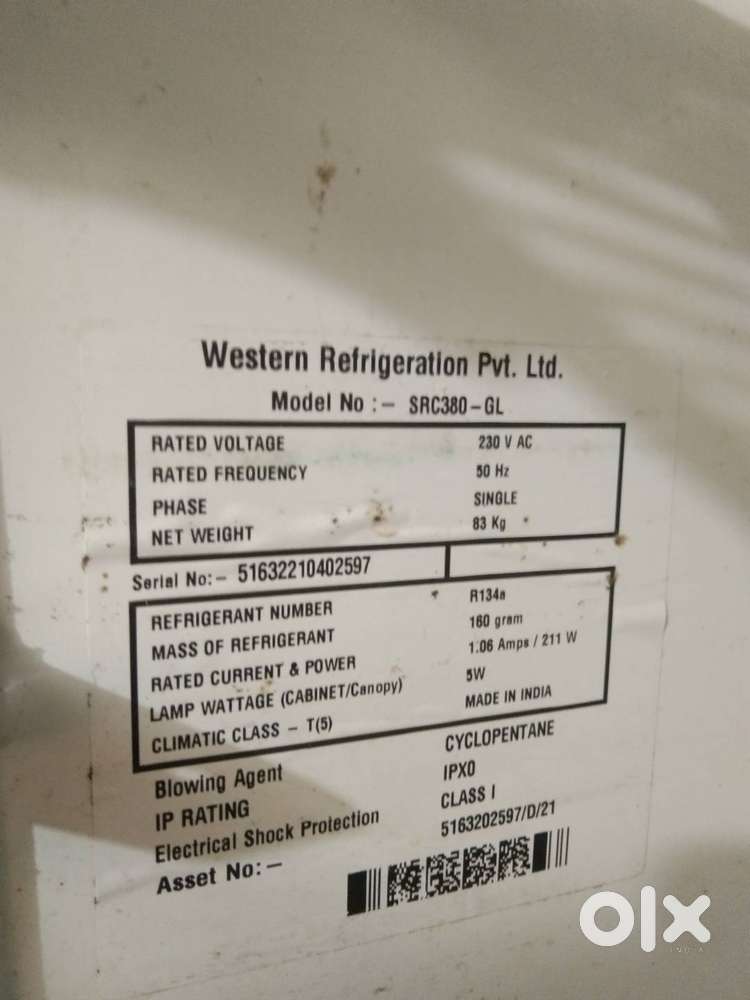 Western Refrigeration Pvt. Ltd.
Model No :- SRC380-GL
RATED VOLTAGE 230 V AC
RATED FREQUENCY 50 Hz
PHASE SINGLE
NET WEIGHT 83 Kg
Serial No:- 51632210402597
REFRIGERANT NUMBER R134a
MASS OF REFRIGERANT 160 gram
RATED CURRENT & POWER 1.06 Amps / 211 W
LAMP WATTAGE (CABINET/Canopy) 5W
CLIMATIC CLASS - T(5) MADE IN INDIA
Blowing Agent CYCLOPENTANE
IP RATING IPX0
Electrical Shock Protection CLASS I
Asset No:- 5163202597/D/21
olx
INDIA